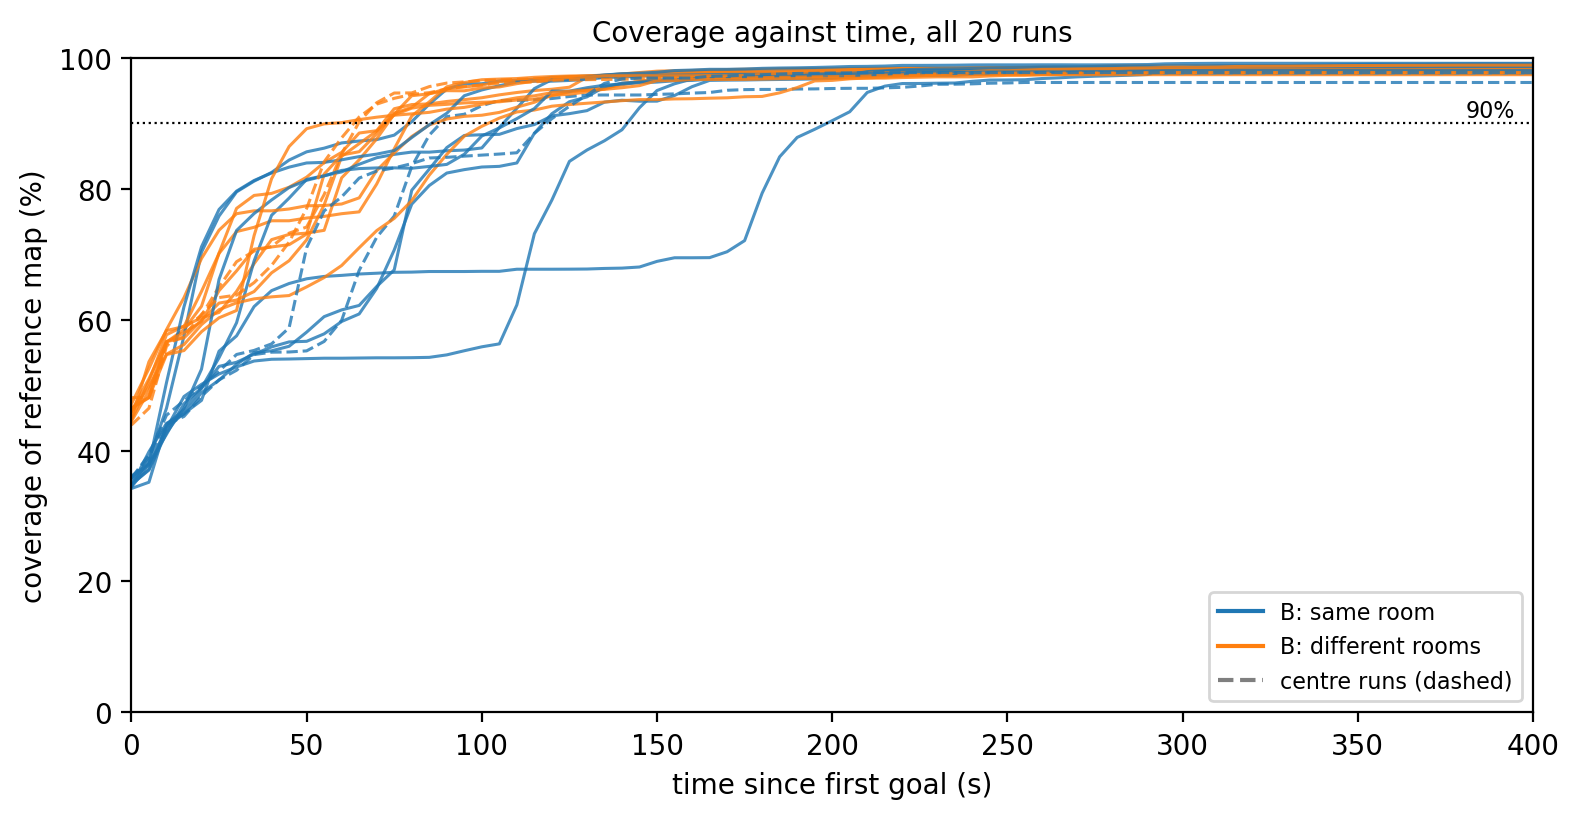 Coverage against time, all 20 runs
coverage of reference map (%)
100
80
60
40
20
0
90%
B: same room
B: different rooms
centre runs (dashed)
0 50 100 150 200 250 300 350 400
time since first goal (s)